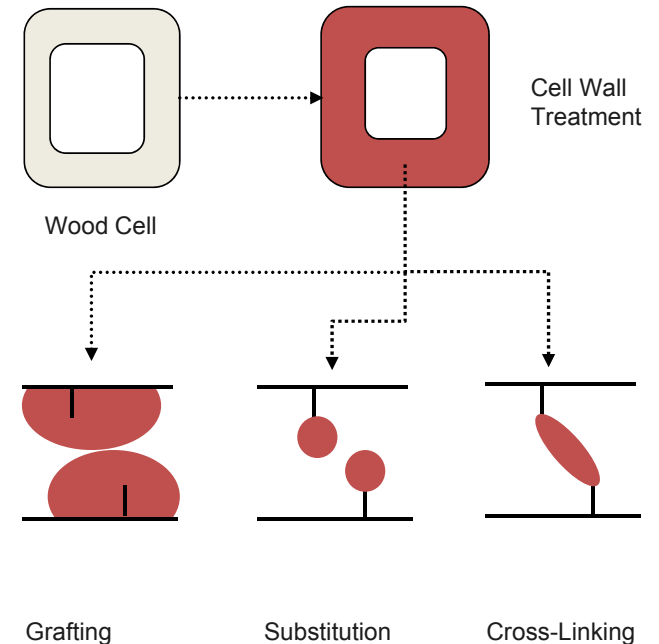 Cell Wall
Treatment
Wood Cell
Grafting
Substitution
Cross-Linking